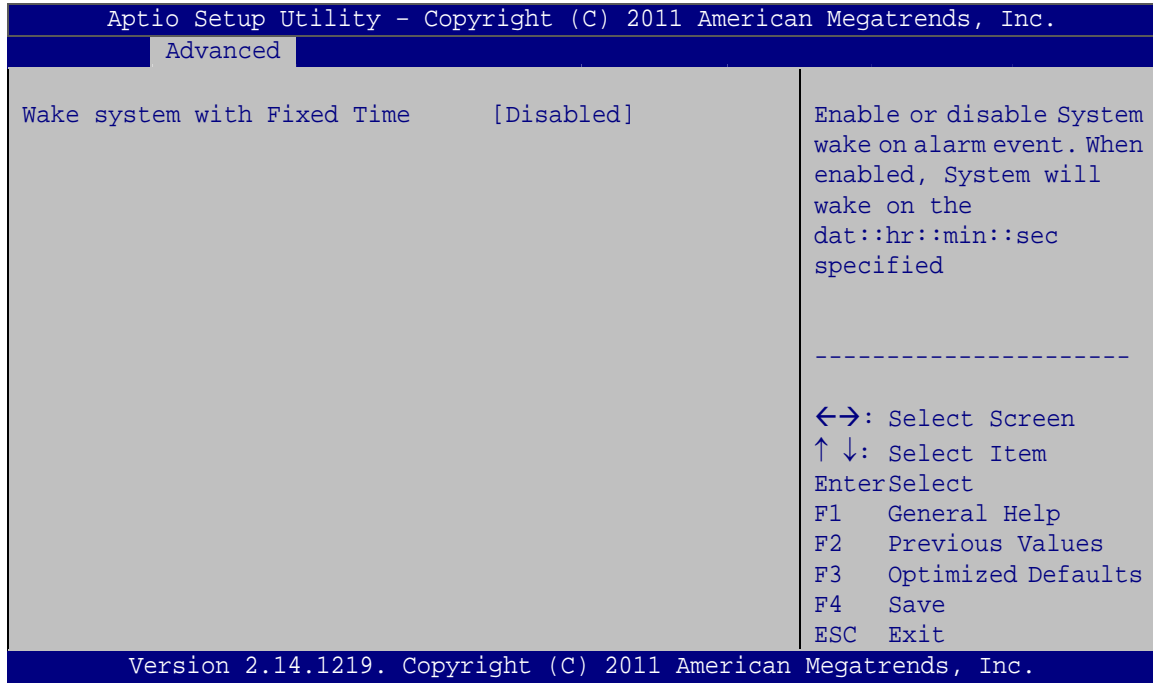 Aptio Setup Utility – Copyright (C) 2011 American Megatrends, Inc.
Advanced
Wake system with Fixed Time [Disabled]
Enable or disable System
wake on alarm event. When
enabled, System will
wake on the
dat::hr::min::sec
specified
----------------------
←→: Select Screen
↑ ↓: Select Item
EnterSelect
F1 General Help
F2 Previous Values
F3 Optimized Defaults
F4 Save
ESC Exit
Version 2.14.1219. Copyright (C) 2011 American Megatrends, Inc.